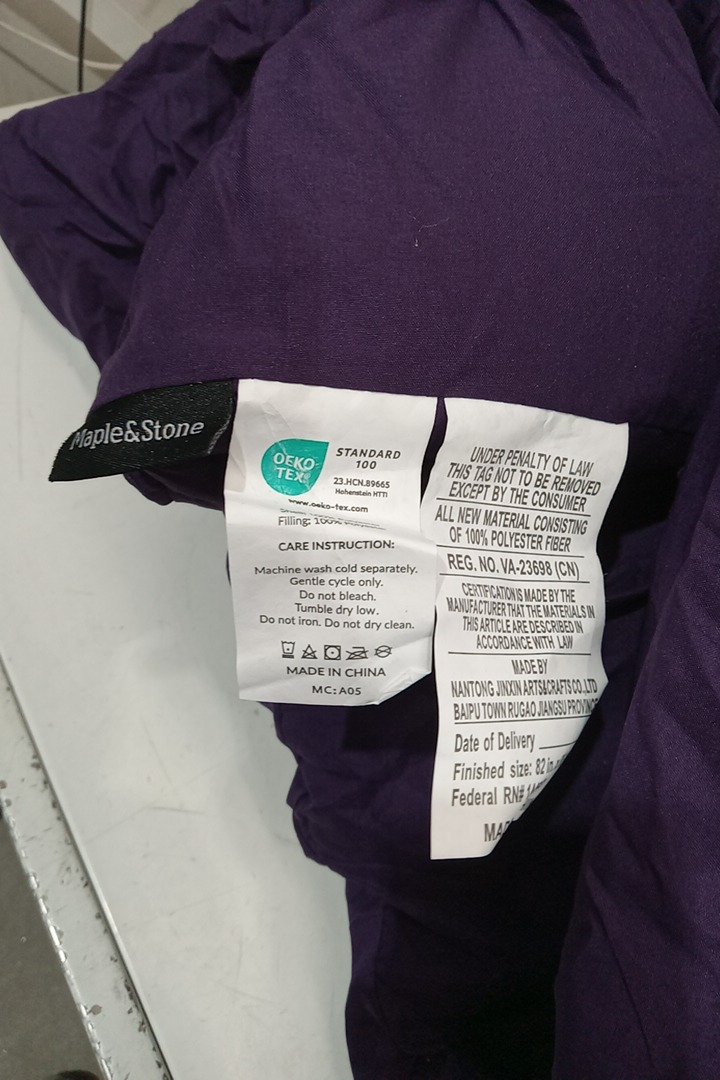 Maple&Stone
OEKO
TEX®
STANDARD
100
23.HCN.89665
Hohenstein HTTI
www.oeko-tex.com
Filling: 100%
CARE INSTRUCTION:
Machine wash cold separately.
Gentle cycle only.
Do not bleach.
Tumble dry low.
Do not iron. Do not dry clean.
MADE IN CHINA
MC: A05
UNDER PENALTY OF LAW
THIS TAG NOT TO BE REMOVED
EXCEPT BY THE CONSUMER
ALL NEW MATERIAL CONSISTING
OF 100% POLYESTER FIBER
REG. NO. VA-23698 (CN)
CERTIFICATION IS MADE BY THE
MANUFACTURER THAT THE MATERIALS IN
THIS ARTICLE ARE DESCRIBED IN
ACCORDANCE WITH LAW
MADE BY
NANTONG JINXIN ARTS&CRAFTS CO.,LTD
BAIPU TOWN RUGAO JIANGSU PROVINCE
Date of Delivery
Finished size: 82 in
Federal RN#